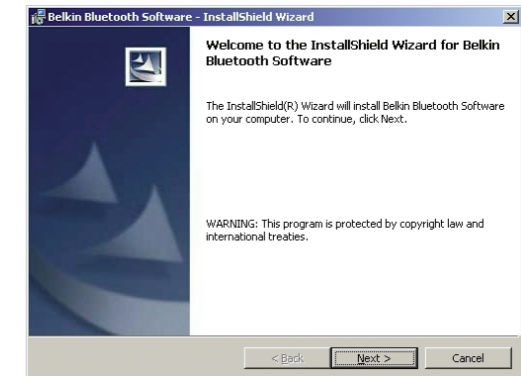 Belkin Bluetooth Software - InstallShield Wizard
Welcome to the InstallShield Wizard for Belkin
Bluetooth Software
The InstallShield(R) Wizard will install Belkin Bluetooth Software
on your computer. To continue, click Next.
WARNING: This program is protected by copyright law and
international treaties.
< Back
Next >
Cancel